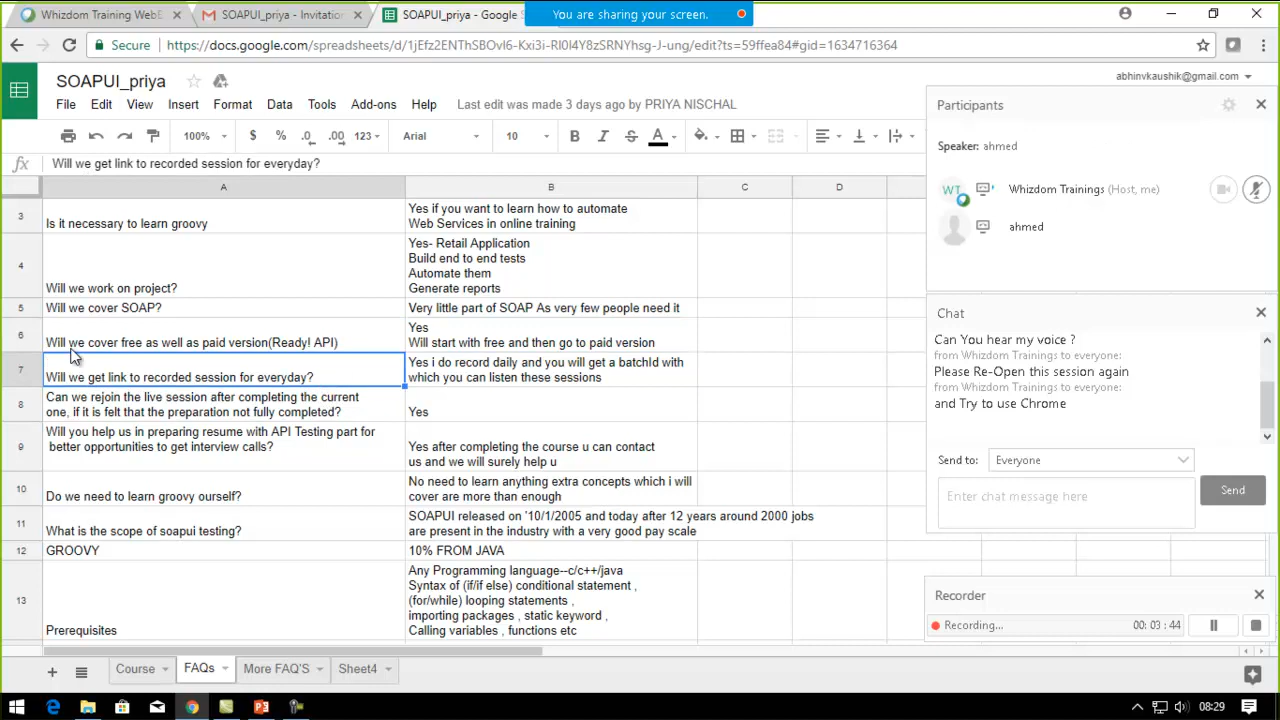 Whizdom Training WebE
SOAPUI_priya - Invitation
SOAPUI_priya - Google S
You are sharing your screen.
Secure
https://docs.google.com/spreadsheets/d/1jEfz2ENThSBOvI6-Kxi3i-RI0I4Y8zSRNYhsg-J-ung/edit?ts=59ffea84#gid=1634716364
SOAPUI_priya
abhinvkaushik@gmail.com
File Edit View Insert Format Data Tools Add-ons Help Last edit was made 3 days ago by PRIYA NISCHAL
100% $ % .0 .00 123 Arial 10 B I S A
fx Will we get link to recorded session for everyday?
A B C D
3
Is it necessary to learn groovy
Yes if you want to learn how to automate
Web Services in online training
4
Will we work on project?
Yes- Retail Application
Build end to end tests
Automate them
Generate reports
5
Will we cover SOAP?
Very little part of SOAP As very few people need it
6
Will we cover free as well as paid version(Ready! API)
Yes
Will start with free and then go to paid version
7
Will we get link to recorded session for everyday?
Yes i do record daily and you will get a batchId with
which you can listen these sessions
8
Can we rejoin the live session after completing the current
one, if it is felt that the preparation not fully completed?
Yes
9
Will you help us in preparing resume with API Testing part for
better opportunities to get interview calls?
Yes after completing the course u can contact
us and we will surely help u
10
Do we need to learn groovy ourself?
No need to learn anything extra concepts which i will
cover are more than enough
11
What is the scope of soapui testing?
SOAPUI released on '10/1/2005 and today after 12 years around 2000 jobs
are present in the industry with a very good pay scale
12
GROOVY
10% FROM JAVA
13
Prerequisites
Any Programming language--c/c++/java
Syntax of (if/if else) conditional statement ,
(for/while) looping statements ,
importing packages , static keyword ,
Calling variables , functions etc
Course FAQs More FAQ'S Sheet4
Participants
Speaker: ahmed
WT Whizdom Trainings (Host, me)
ahmed
Chat
Can You hear my voice ?
from Whizdom Trainings to everyone:
Please Re-Open this session again
from Whizdom Trainings to everyone:
and Try to use Chrome
Send to: Everyone
Enter chat message here
Send
Recorder
Recording... 00 : 03 : 44
08:29